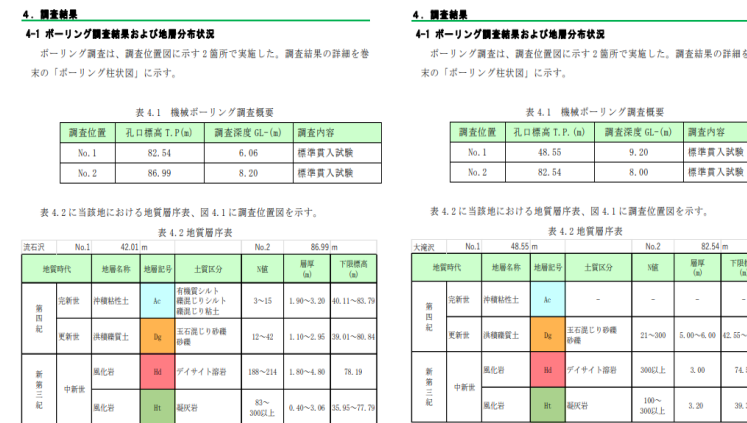 4．調査結果
4-1 ボーリング調査結果および地層分布状況
ボーリング調査は、調査位置図に示す2箇所で実施した。調査結果の詳細を巻
末の「ボーリング柱状図」に示す。
表 4.1　機械ボーリング調査概要
調査位置 孔口標高 T.P(m) 調査深度 GL-(m) 調査内容
No.1 82.54 6.06 標準貫入試験
No.2 86.99 8.20 標準貫入試験
表 4.2 に当該地における地質層序表、図 4.1 に調査位置図を示す。
表 4.2 地質層序表
流石沢 No.1 42.01 m No.2 86.99 m
地質時代 地層名称 地層記号 土質区分 N値 層厚(m) 下限標高(m)
第四紀 完新世 沖積粘性土 Ac 有機質シルト 礫混じりシルト 礫混じり粘土 3～15 1.90～3.20 40.11～83.79
更新世 洪積礫質土 Dg 玉石混じり砂礫 砂礫 12～42 1.10～2.95 39.01～80.84
新第三紀 中新世 風化岩 Hd デイサイト溶岩 188～214 1.80～4.80 78.19
風化岩 Ht 凝灰岩 83～300以上 0.40～3.06 35.95～77.79
4．調査結果
4-1 ボーリング調査結果および地層分布状況
ボーリング調査は、調査位置図に示す2箇所で実施した。調査結果の詳細を
末の「ボーリング柱状図」に示す。
表 4.1　機械ボーリング調査概要
調査位置 孔口標高 T.P.(m) 調査深度 GL-(m) 調査内容
No.1 48.55 9.20 標準貫入試験
No.2 82.54 8.00 標準貫入試験
表 4.2 に当該地における地質層序表、図 4.1 に調査位置図を示す。
表 4.2 地質層序表
大滝沢 No.1 48.55 m No.2 82.54 m
地質時代 地層名称 地層記号 土質区分 N値 層厚(m) 下限
第四紀 完新世 沖積粘性土 Ac － － － －
更新世 洪積礫質土 Dg 玉石混じり砂礫 砂礫 21～300 5.00～6.00 42.55～
新第三紀 中新世 風化岩 Hd デイサイト溶岩 300以上 3.00 74.
風化岩 Ht 凝灰岩 100～300以上 3.20 39.